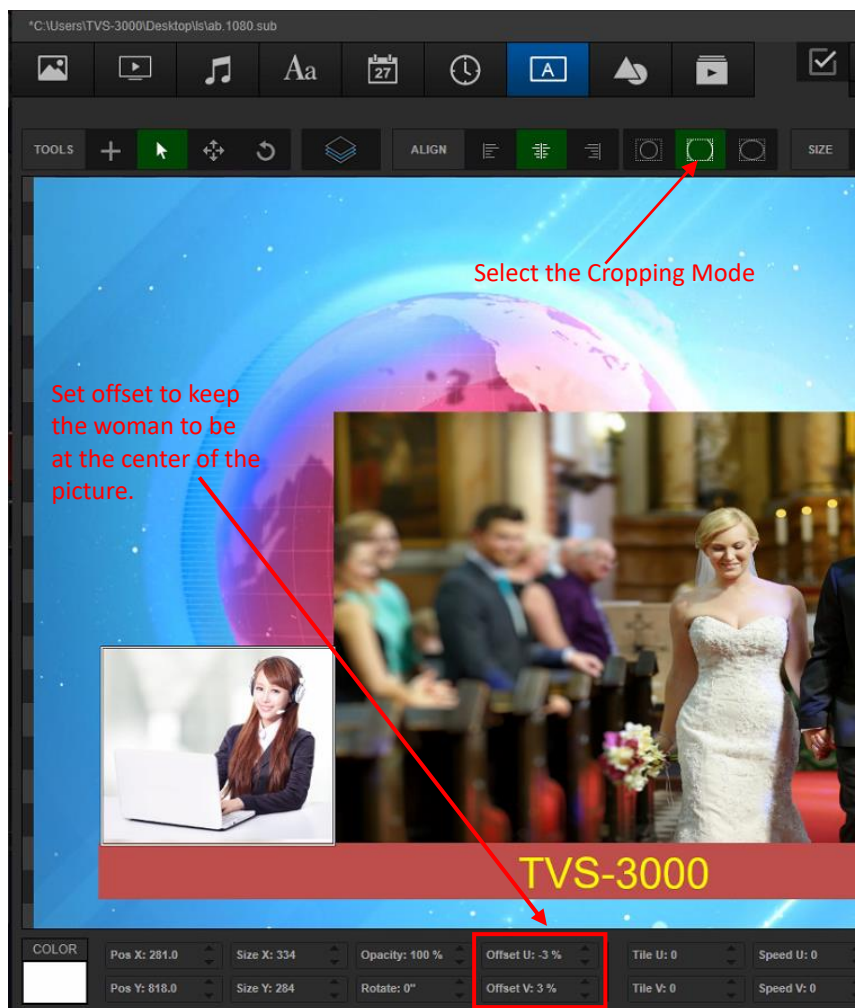 *C:\Users\TVS-3000\Desktop\ls\ab.1080.sub
Aa
27
A
TOOLS
ALIGN
SIZE
Select the Cropping Mode
Set offset to keep
the woman to be
at the center of the
picture.
TVS-3000
COLOR
Pos X: 281.0
Size X: 334
Opacity: 100 %
Offset U: -3 %
Tile U: 0
Speed U: 0
Pos Y: 818.0
Size Y: 284
Rotate: 0"
Offset V: 3 %
Tile V: 0
Speed V: 0